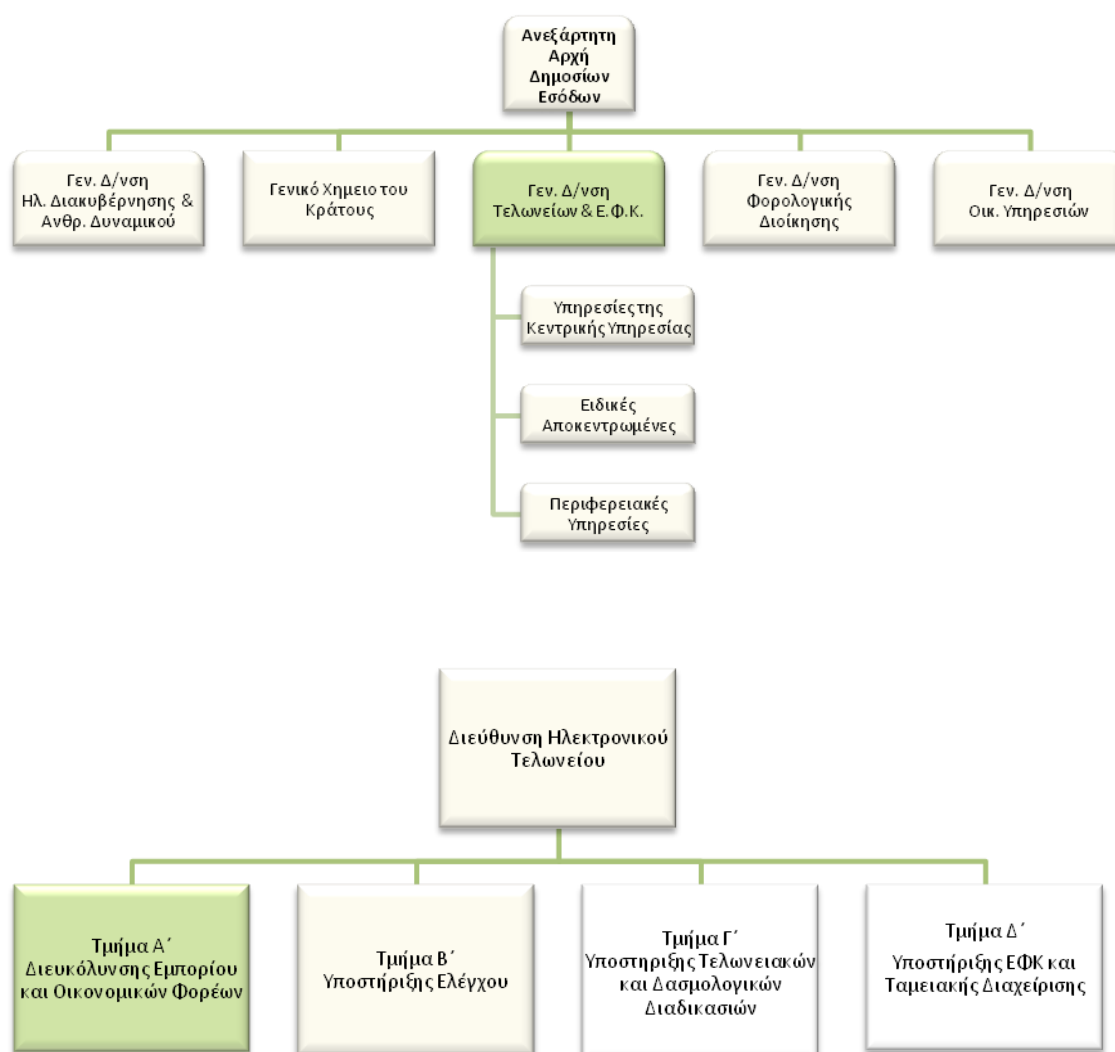 Ανεξάρτητη
Αρχή
Δημοσίων
Εσόδων
Γεν. Δ/νση
Ηλ. Διακυβέρνησης &
Ανθρ. Δυναμικού
Γενικό Χημειο του
Κράτους
Γεν. Δ/νση
Τελωνείων & Ε.Φ.Κ.
Γεν. Δ/νση
Φορολογικής
Διοίκησης
Γεν. Δ/νση
Οικ. Υπηρεσιών
Υπηρεσίες της
Κεντρικής Υπηρεσίας
Ειδικές
Αποκεντρωμένες
Περιφερειακές
Υπηρεσίες
Διεύθυνση Ηλεκτρονικού
Τελωνείου
Τμήμα Α΄
Διευκόλυνσης Εμπορίου
και Οικονομικών Φορέων
Τμήμα Β΄
Υποστήριξης Ελέγχου
Τμήμα Γ΄
Υποστηριξης Τελωνειακών
και Δασμολογικών
Διαδικασιών
Τμήμα Δ΄
Υποστήριξης ΕΦΚ και
Ταμειακής Διαχείρισης